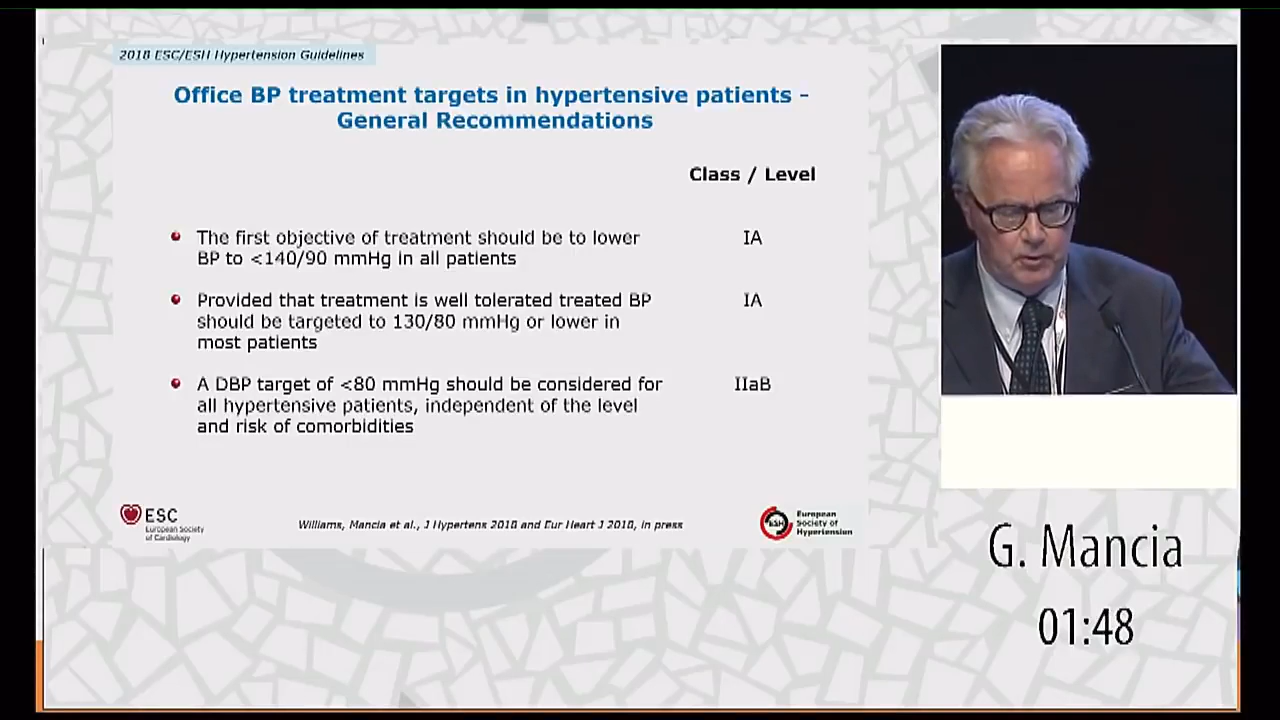 2018 ESC/ESH Hypertension Guidelines
Office BP treatment targets in hypertensive patients –
General Recommendations
Class / Level
The first objective of treatment should be to lower
BP to <140/90 mmHg in all patients
IA
Provided that treatment is well tolerated treated BP
should be targeted to 130/80 mmHg or lower in
most patients
IA
A DBP target of <80 mmHg should be considered for
all hypertensive patients, independent of the level
and risk of comorbidities
IIaB
ESC
European Society
of Cardiology
Williams, Mancia et al., J Hypertens 2018 and Eur Heart J 2018, in press
ESH
European
Society of
Hypertension
G. Mancia
01:48